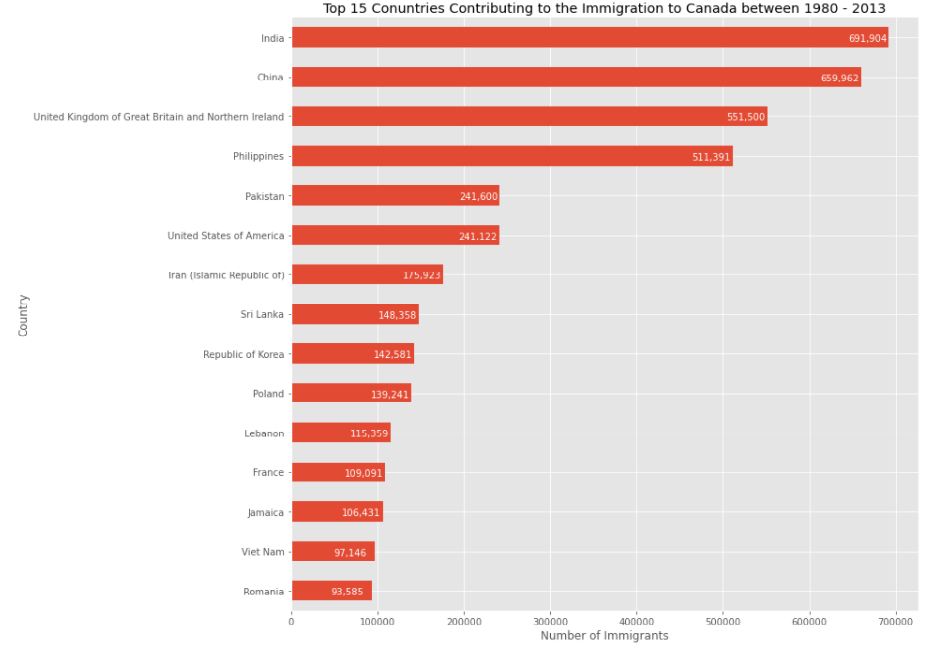 Top 15 Conuntries Contributing to the Immigration to Canada between 1980 - 2013
India 691,904
China 659,962
United Kingdom of Great Britain and Northern Ireland 551,500
Philippines 511,391
Pakistan 241,600
United States of America 241,122
Iran (Islamic Republic of) 175,923
Sri Lanka 148,358
Republic of Korea 142,581
Poland 139,241
Lebanon 115,359
France 109,091
Jamaica 106,431
Viet Nam 97,146
Romania 93,585
Country
0 100000 200000 300000 400000 500000 600000 700000
Number of Immigrants